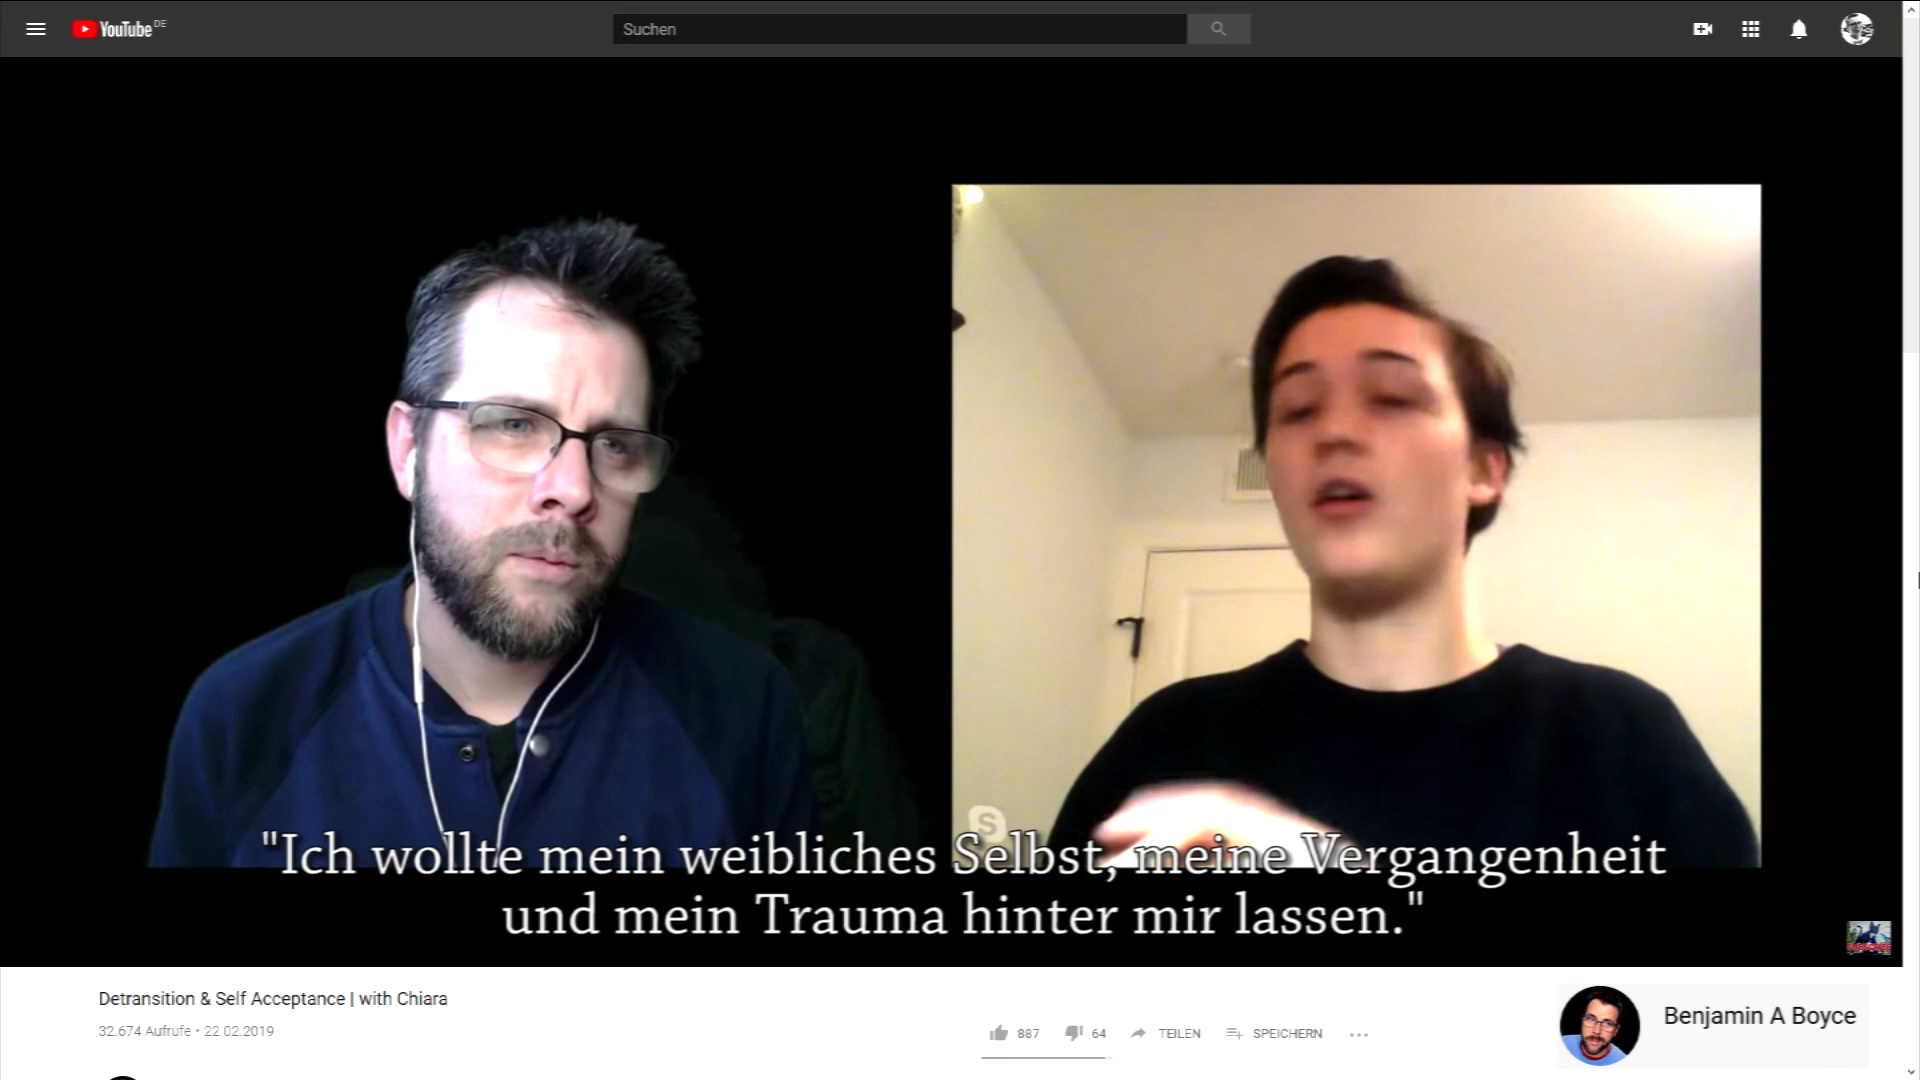 YouTube DE
Suchen
S
"Ich wollte mein weibliches Selbst, meine Vergangenheit
und mein Trauma hinter mir lassen."
Detransition & Self Acceptance | with Chiara
32.674 Aufrufe • 22.02.2019
887 64 TEILEN SPEICHERN
Benjamin A Boyce